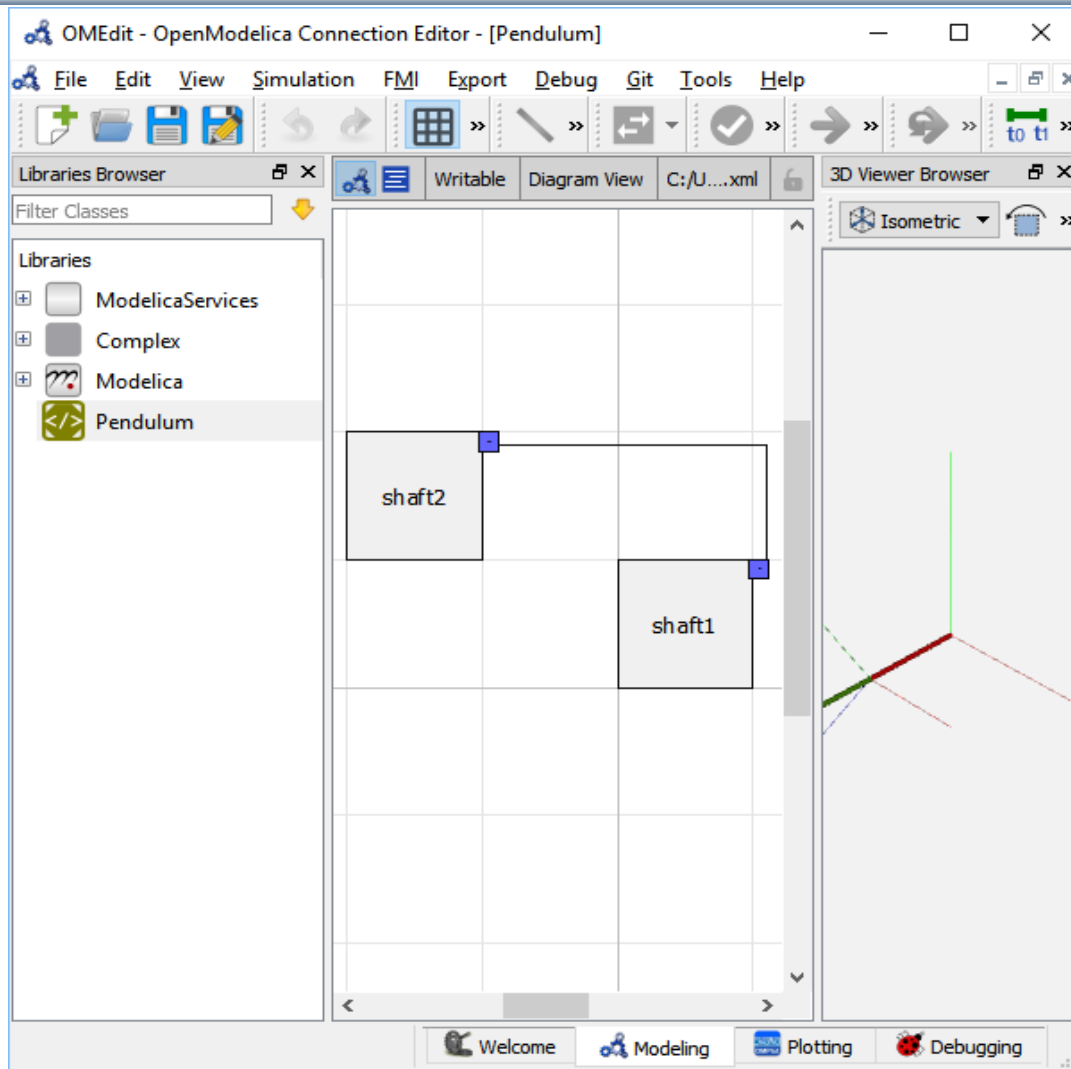 OMEdit - OpenModelica Connection Editor - [Pendulum]
File Edit View Simulation FMI Export Debug Git Tools Help
t0 t1
Libraries Browser
Writable Diagram View C:/U...xml
3D Viewer Browser
Filter Classes
Isometric
Libraries
ModelicaServices
Complex
Modelica
</> Pendulum
shaft2
shaft1
Welcome Modeling Plotting Debugging